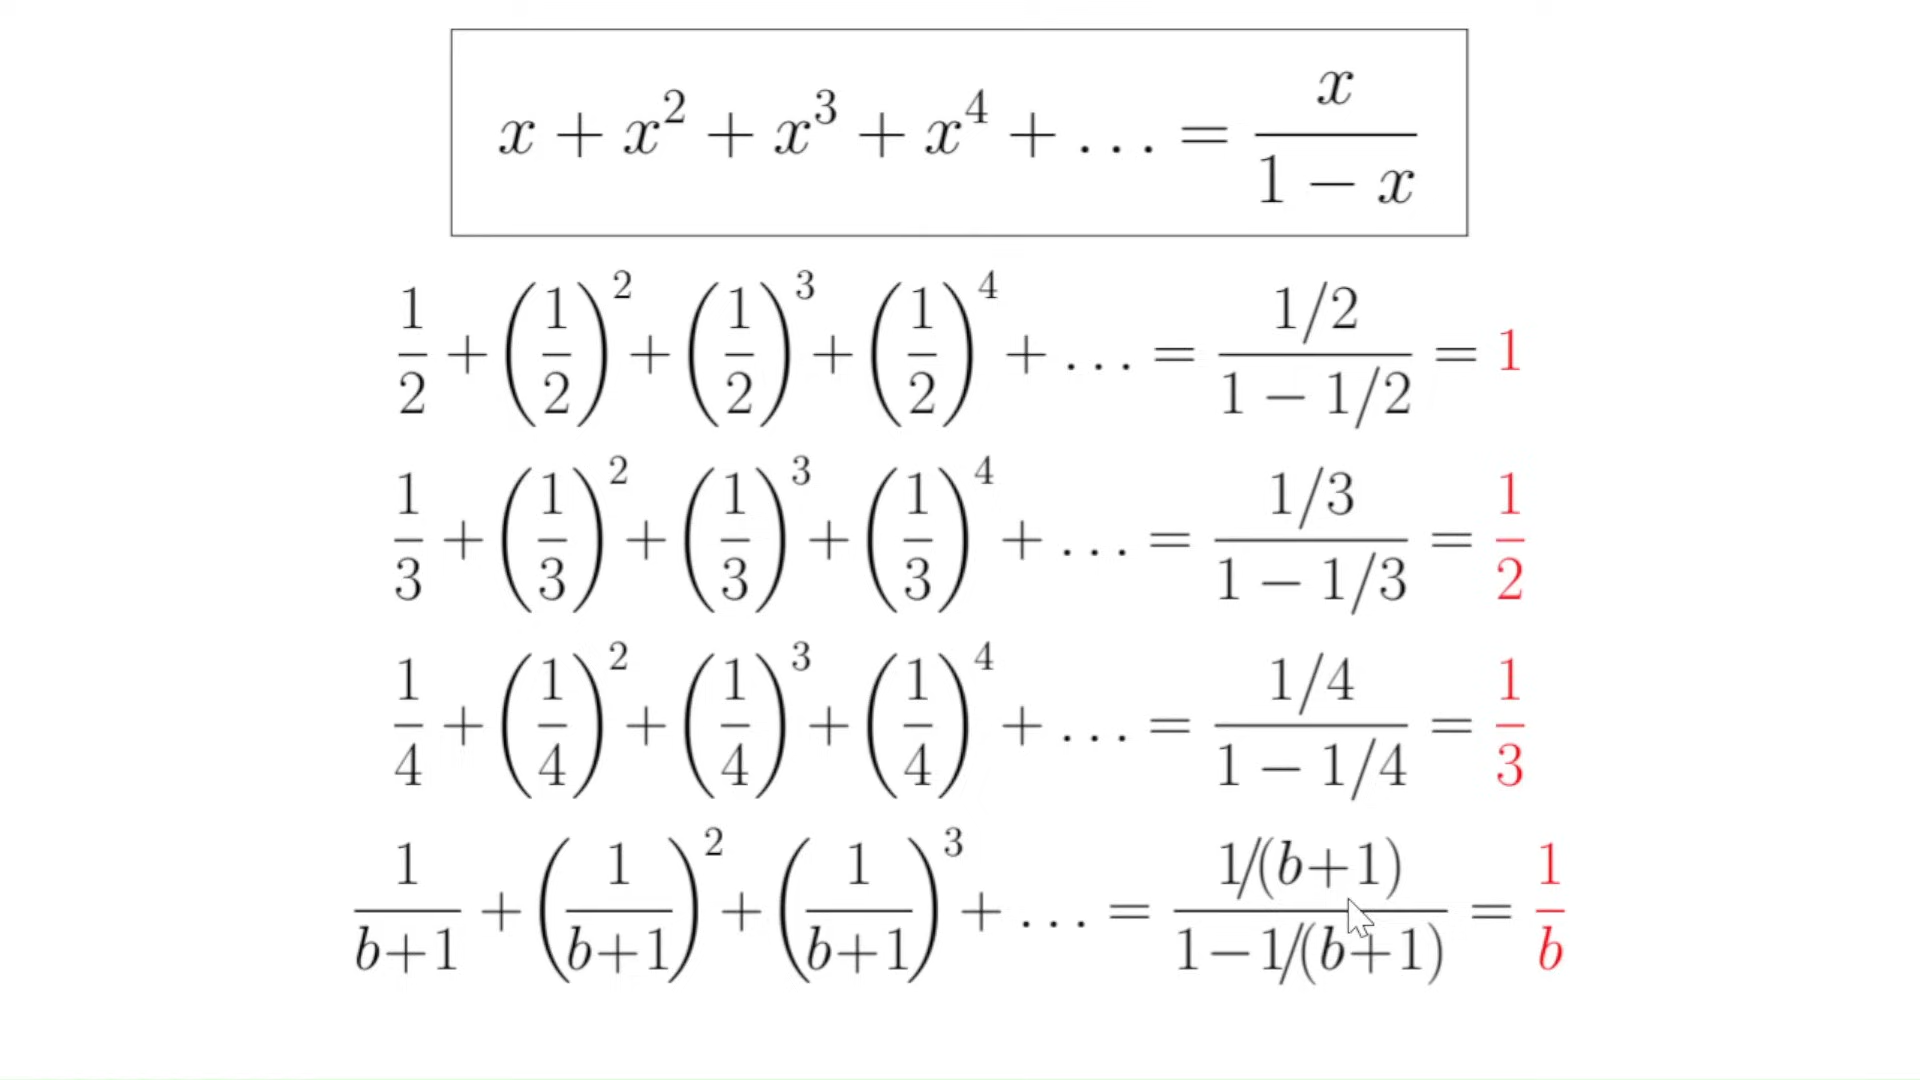 x + x² + x³ + x⁴ + … = x/(1 − x)
1/2 + (1/2)² + (1/2)³ + (1/2)⁴ + … = (1/2)/(1 − 1/2) = 1
1/3 + (1/3)² + (1/3)³ + (1/3)⁴ + … = (1/3)/(1 − 1/3) = 1/2
1/4 + (1/4)² + (1/4)³ + (1/4)⁴ + … = (1/4)/(1 − 1/4) = 1/3
1/(b+1) + (1/(b+1))² + (1/(b+1))³ + … = (1/(b+1))/(1−1/(b+1)) = 1/b